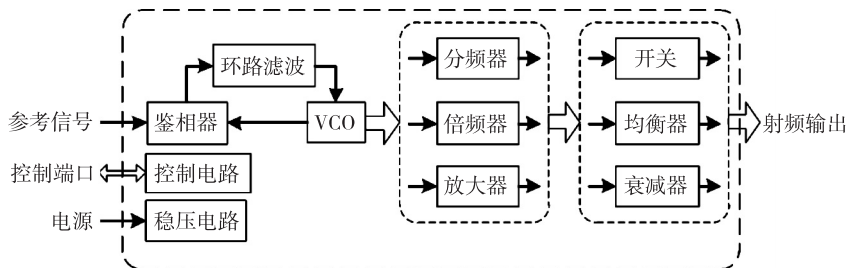 环路滤波
分频器
开关
参考信号
鉴相器
VCO
倍频器
均衡器
射频输出
控制端口
控制电路
放大器
衰减器
电源
稳压电路